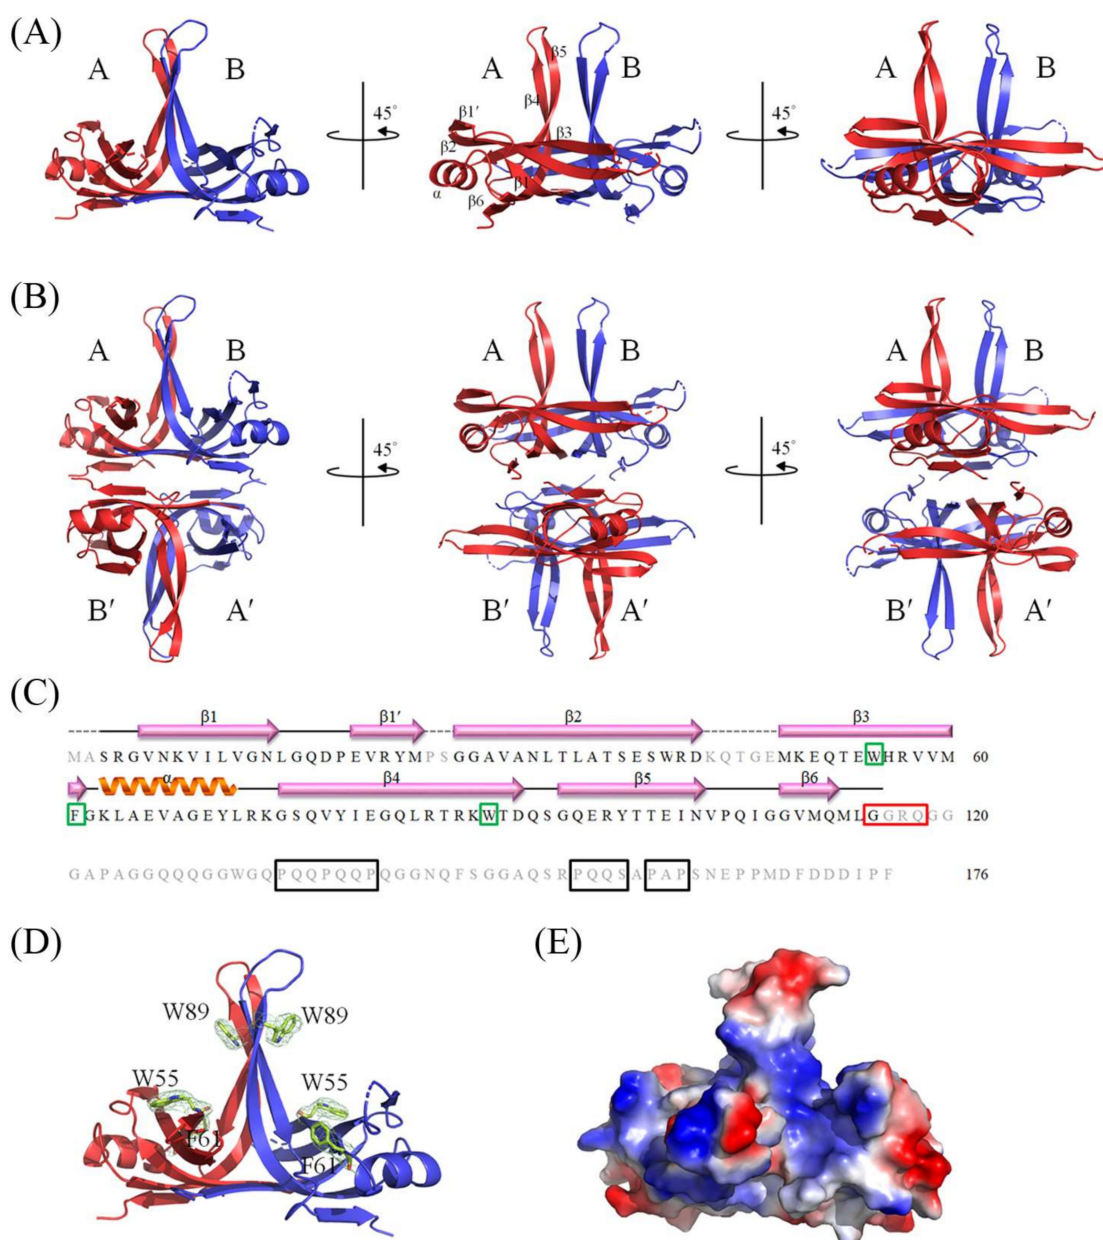 (A)
A B
45°
A B
β5
β4
β1′
β3
β2
β1
α
β6
45°
A B
(B)
A B
B′ A′
45°
A B
B′ A′
45°
A B
B′ A′
(C)
β1 β1′ β2 β3
MASRGVNKVILVGNLGQDPEVRYMPSGGAVANLTLATSESWRDKQTGEMKEQTEWHRVVM 60
α β4 β5 β6
FGKLAEVAGEYLRKGSQVYIEGQLRTRKWTDQSGQERYTTEINVPQIGGVMQMLGGRQGG 120
GAPAGGQQQGGWGQPQQPQQPQGGNQFSGGAQSRPQQSAPAPSNEPPMDFDDDIPF 176
(D)
W89 W89
W55 W55
F61 F61
(E)